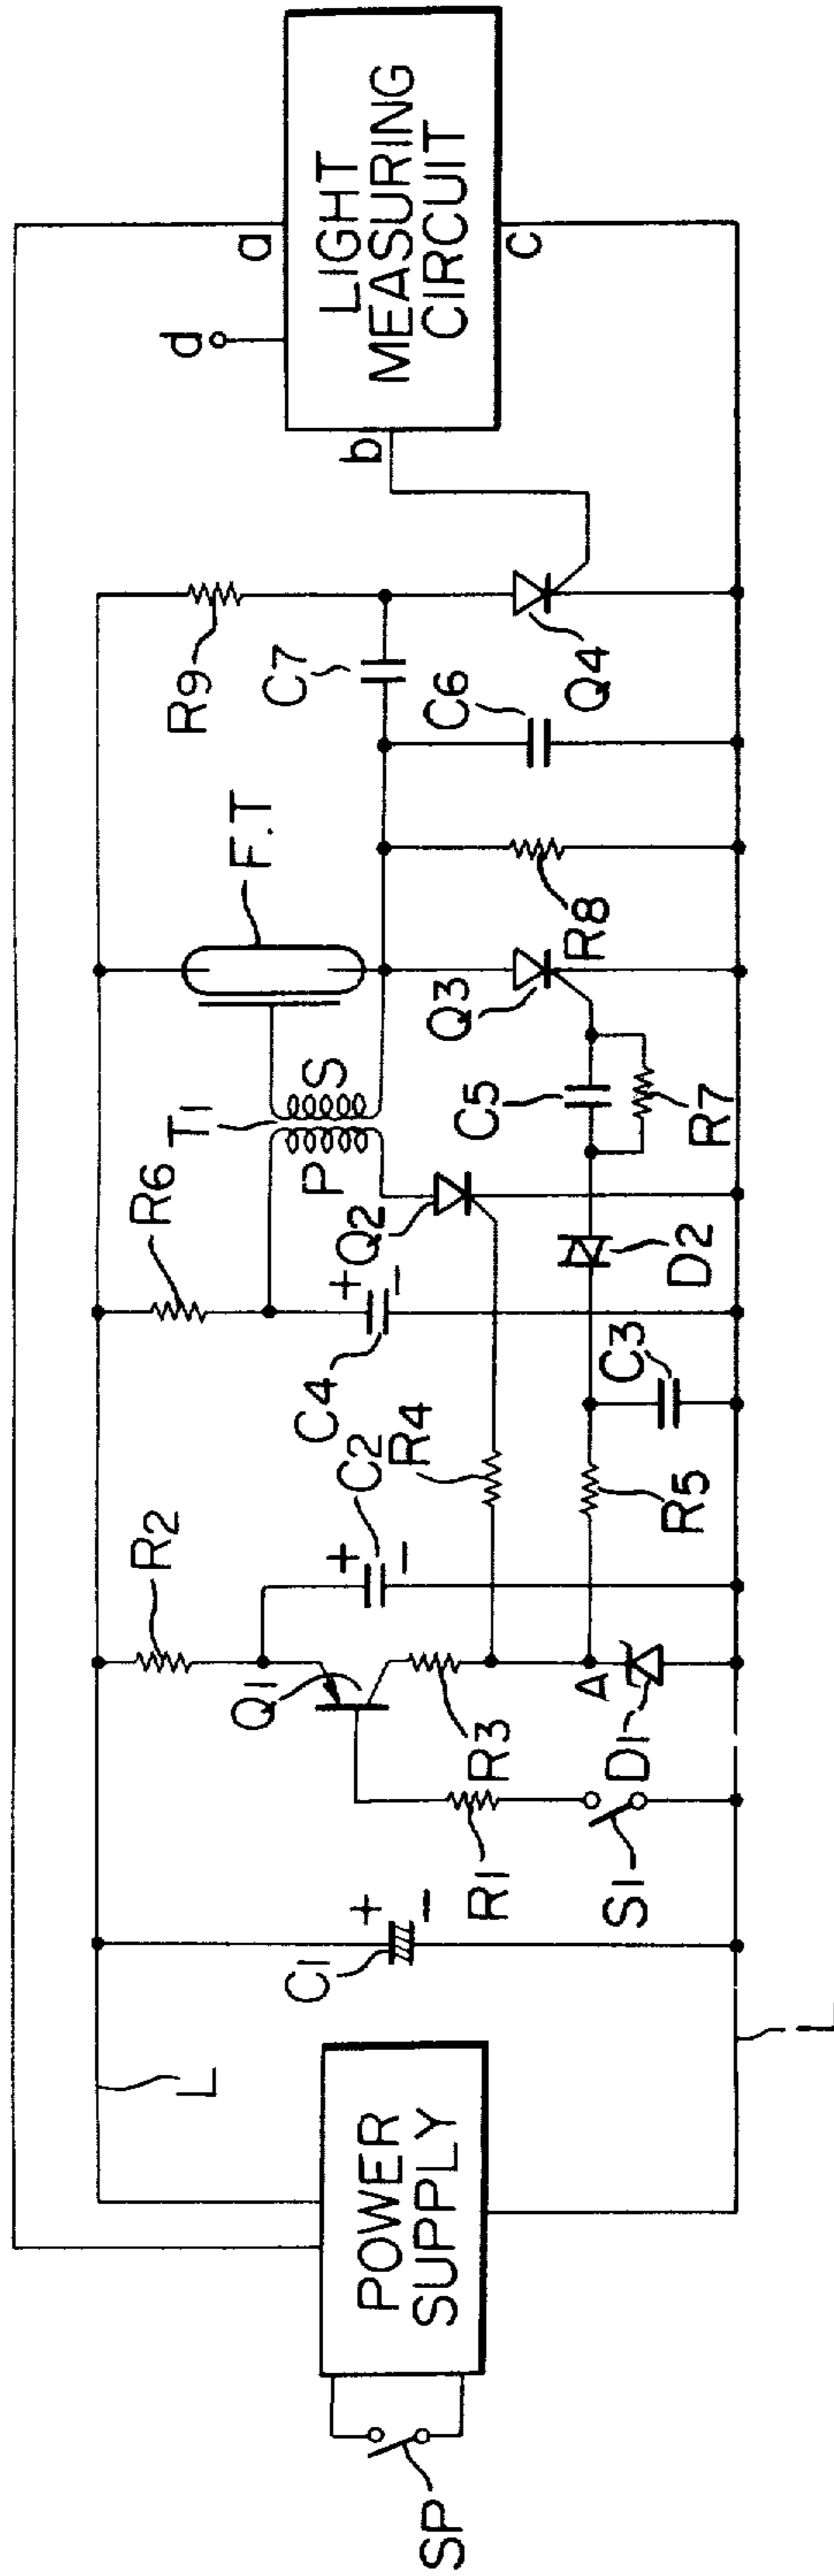 SP
POWER
SUPPLY
L
L
C1
+
−
R1
S1
R2
Q1
R3
A
D1
C2
+
−
R4
R5
C3
C4
+
−
R6
T1
P
S
Q2
D2
C5
R7
F.T
Q3
R8
C6
C7
R9
Q4
LIGHT
MEASURING
CIRCUIT
a
b
c
d